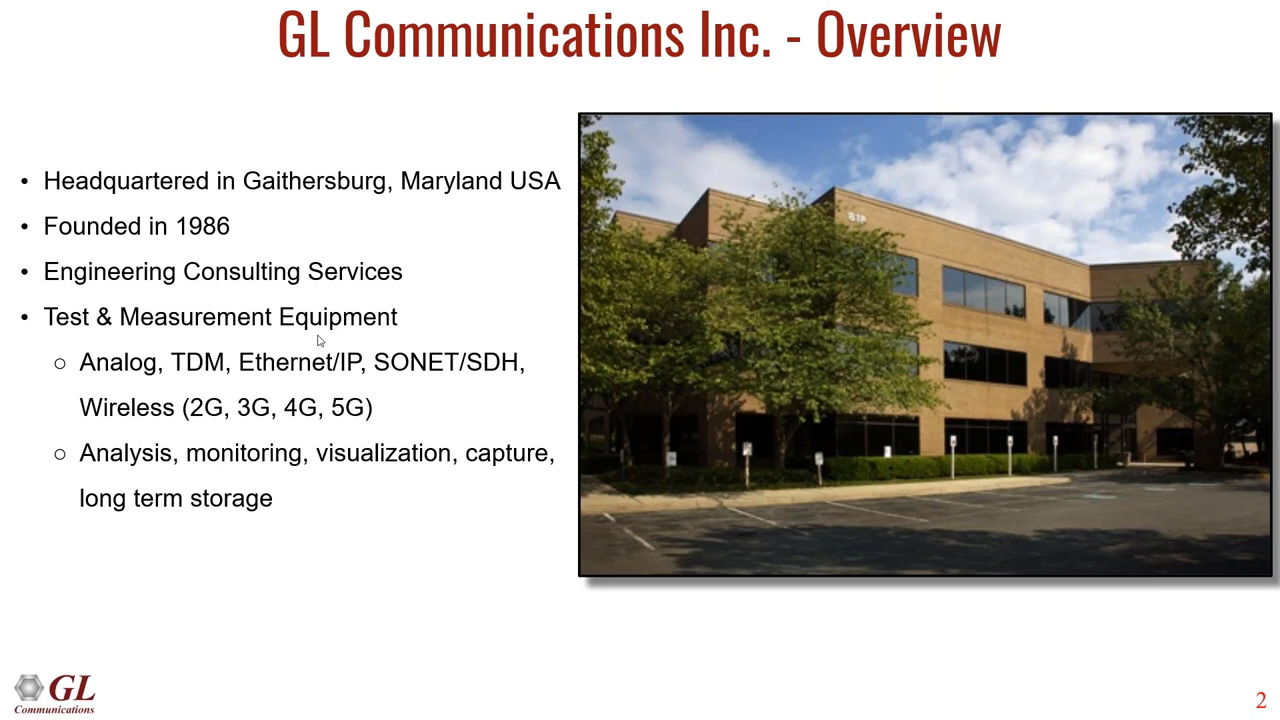 GL Communications Inc. - Overview
• Headquartered in Gaithersburg, Maryland USA
• Founded in 1986
• Engineering Consulting Services
• Test & Measurement Equipment
○ Analog, TDM, Ethernet/IP, SONET/SDH,
Wireless (2G, 3G, 4G, 5G)
○ Analysis, monitoring, visualization, capture,
long term storage
GL
Communications
2